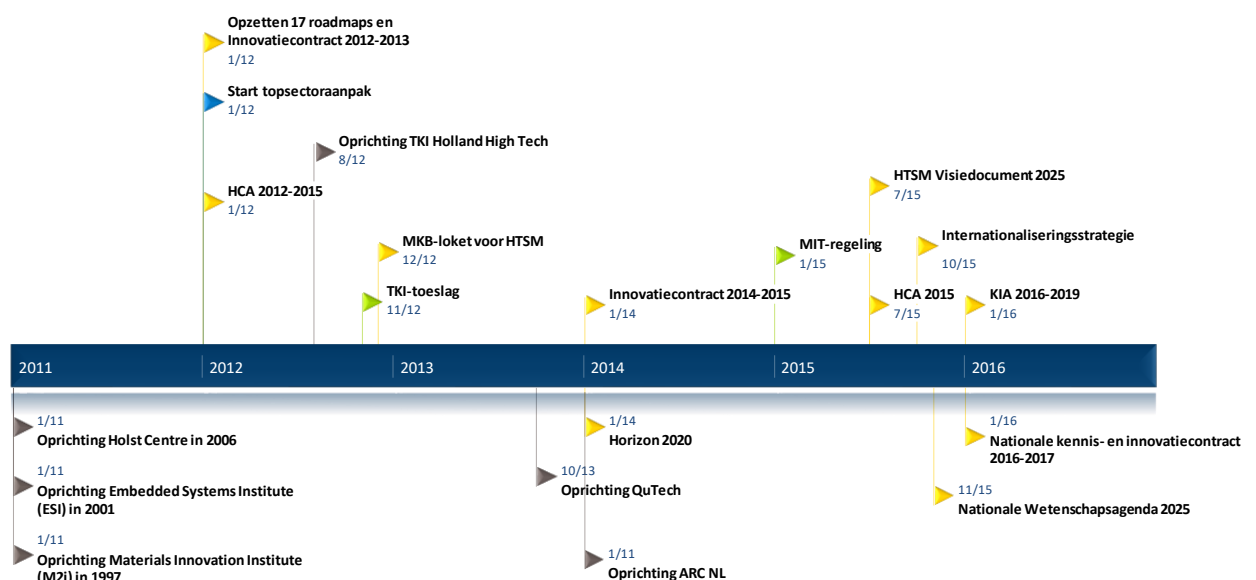 Opzetten 17 roadmaps en
Innovatiecontract 2012-2013
1/12
Start topsectoraanpak
1/12
Oprichting TKI Holland High Tech
8/12
HCA 2012-2015
1/12
HTSM Visiedocument 2025
7/15
MKB-loket voor HTSM
12/12
MIT-regeling
1/15
Internationaliseringsstrategie
10/15
TKI-toeslag
11/12
Innovatiecontract 2014-2015
1/14
HCA 2015
7/15
KIA 2016-2019
1/16
2011
2012
2013
2014
2015
2016
1/11
Oprichting Holst Centre in 2006
1/14
Horizon 2020
1/16
Nationale kennis- en innovatiecontract
2016-2017
1/11
Oprichting Embedded Systems Institute
(ESI) in 2001
10/13
Oprichting QuTech
11/15
Nationale Wetenschapsagenda 2025
1/11
Oprichting Materials Innovation Institute
(M2i) in 1997
1/11
Oprichting ARC NL